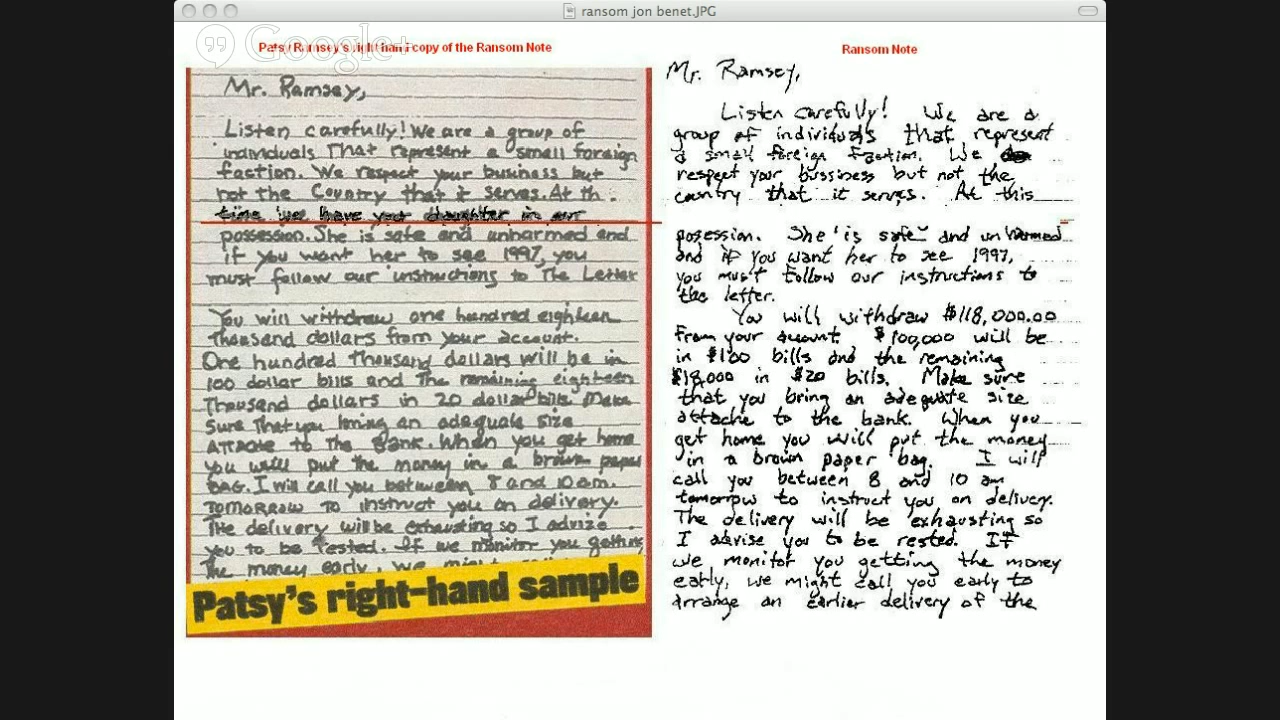 ransom jon benet.JPG
Google+
Patsy Ramsey's right hand copy of the Ransom Note
Mr. Ramsey,
Listen carefully! We are a group of
individuals That represent a small foreign
faction. We respect your business but
not the Country that it serves. At th
time we have your daughter in our
possession. She is safe and unharmed and
if you want her to see 1997, you
must follow our instructions to The Letter
You will withdraw one hundred eighteen
Thousand dollars from your account.
One hundred Thousand dollars will be in
100 dollar bills and The remaining eighteen
Thousand dollars in 20 dollar bills. Make
Sure That you bring an adequate size
ATTACHE to The Bank. When you get home
you will put the money in a brown paper
BAG. I will call you between 8 and 10 am.
TOMORROW TO instruct you on delivery.
The delivery will be exhausting so I advize
you to be rested. If we monitor you getting
The money early, we might
Patsy's right-hand sample
Ransom Note
Mr. Ramsey,
Listen carefully! We are a
group of individuals that represent
a small foreign faction. We
respect your bussiness but not the
country that it serves. At this
posession. She is safe and unharmed
and if you want her to see 1997,
you must follow our instructions to
the letter.
You will withdraw $118,000.00
from your account. $100,000 will be
in $100 bills and the remaining
$18,000 in $20 bills. Make sure
that you bring an adequate size
attache to the bank. When you
get home you will put the money
in a brown paper bag. I will
call you between 8 and 10 am
tomorrow to instruct you on delivery.
The delivery will be exhausting so
I advise you to be rested. If
we monitor you getting the money
early, we might call you early to
arrange an earlier delivery of the